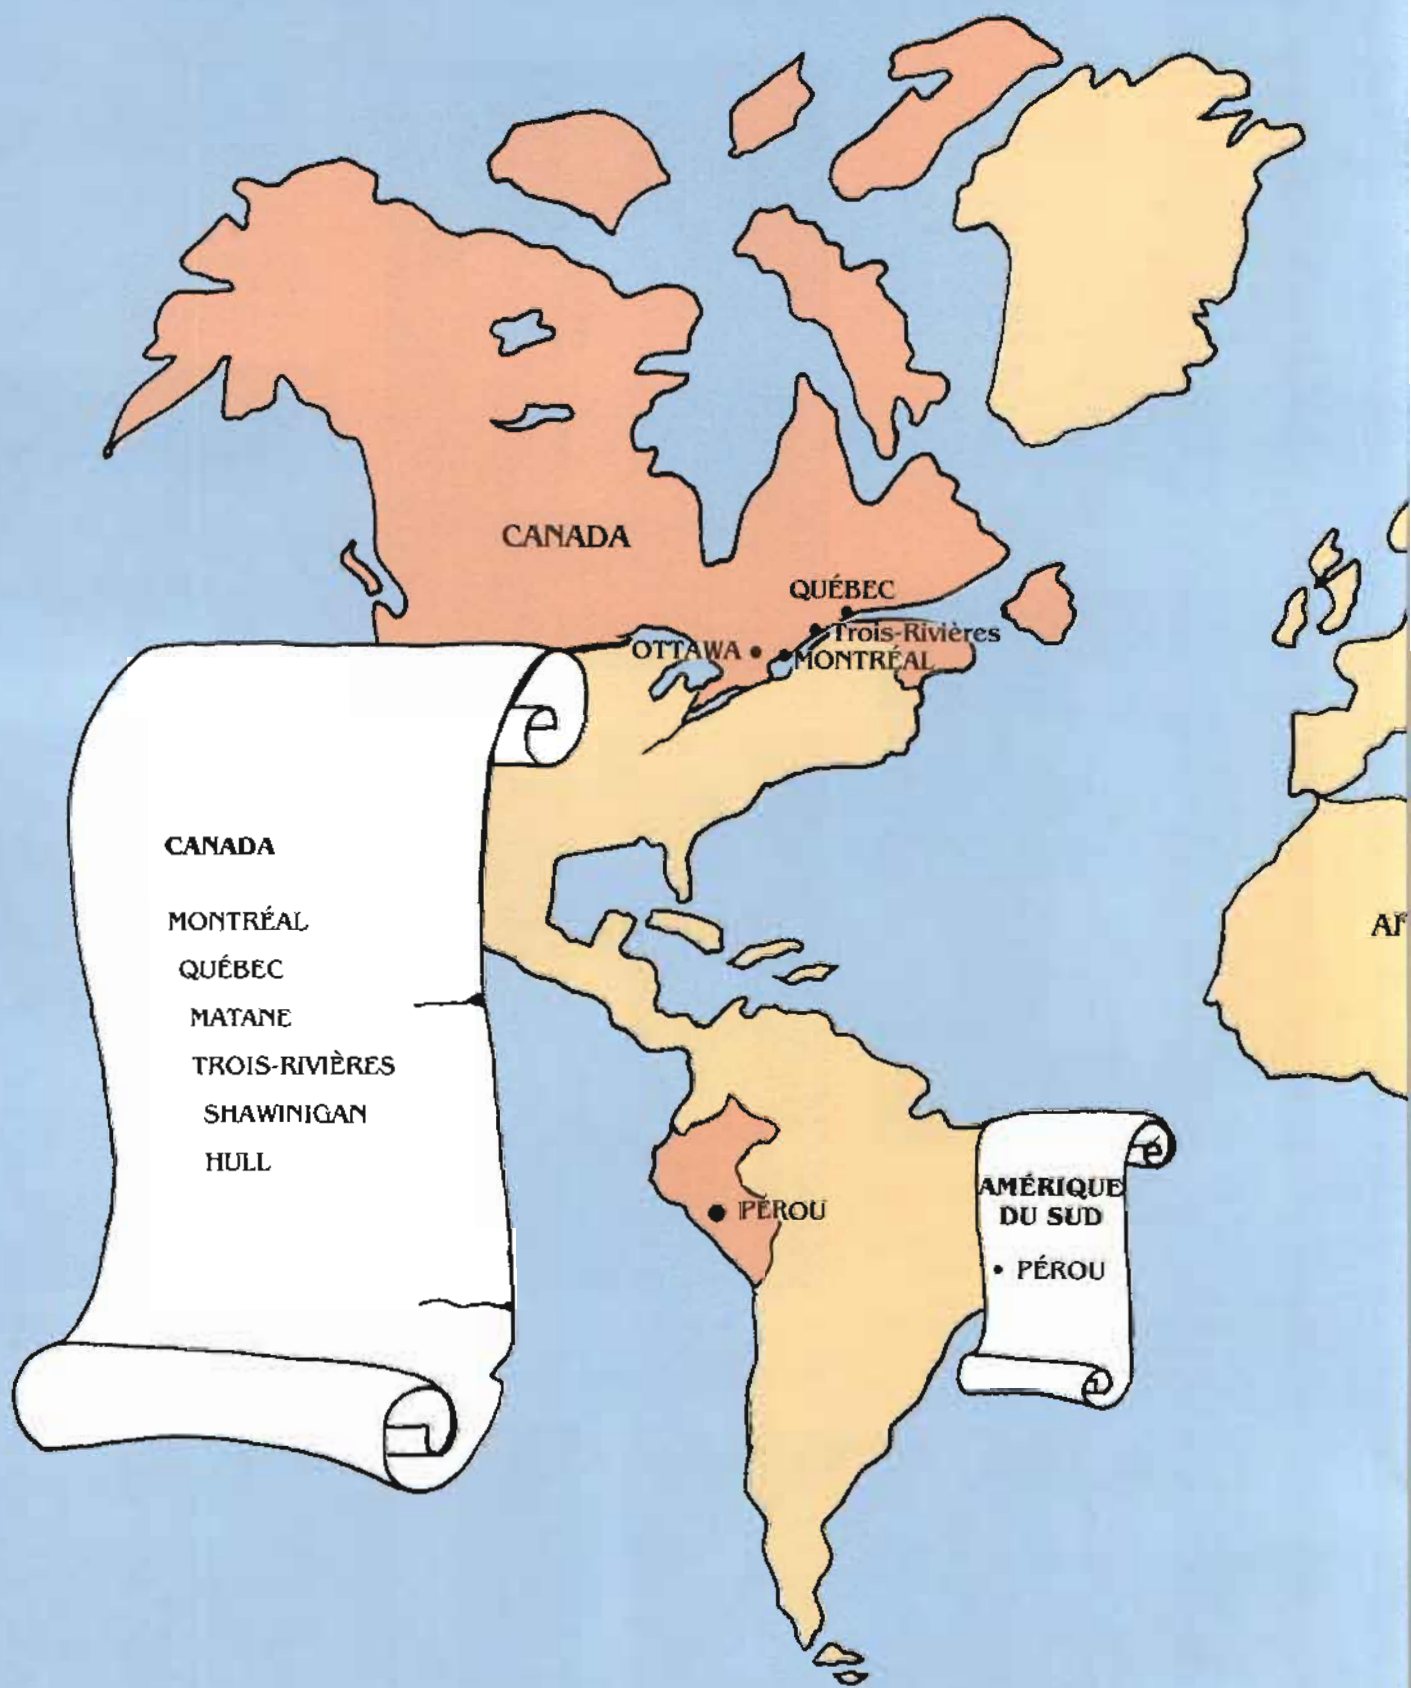 CANADA
QUÉBEC
Trois-Rivières
OTTAWA
MONTRÉAL
CANADA
MONTRÉAL
QUÉBEC
MATANE
TROIS-RIVIÈRES
SHAWINIGAN
HULL
PÉROU
AMÉRIQUE
DU SUD
• PÉROU